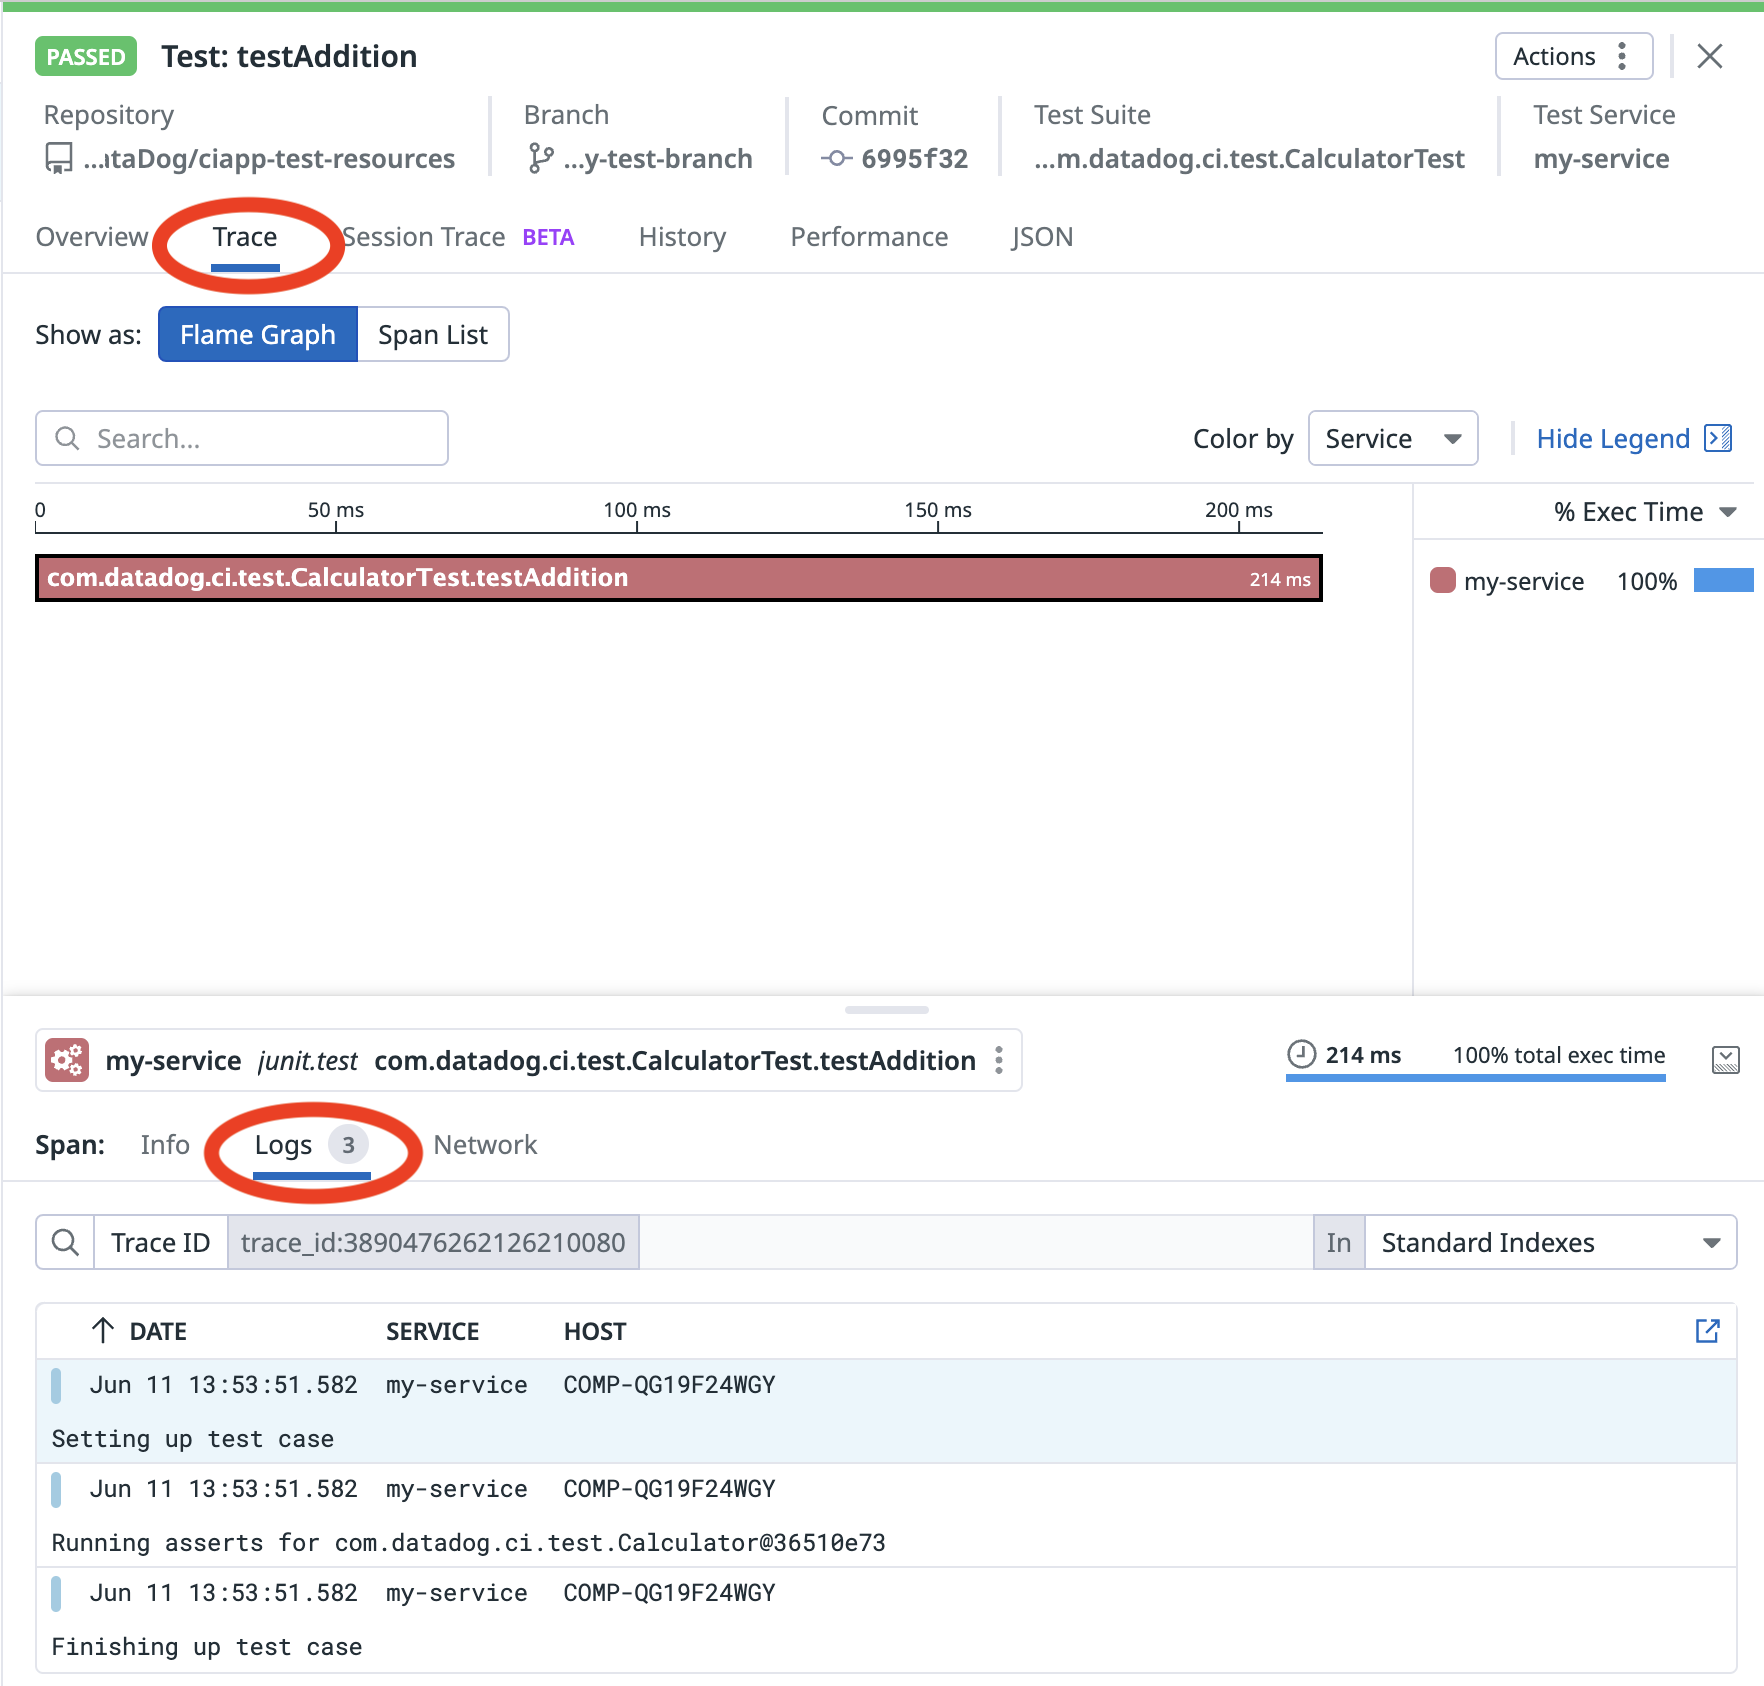 PASSED Test: testAddition Actions
Repository Branch Commit Test Suite Test Service
...ıtaDog/ciapp-test-resources ...y-test-branch 6995f32 ...m.datadog.ci.test.CalculatorTest my-service
Overview Trace Session Trace BETA History Performance JSON
Show as: Flame Graph Span List
Search... Color by Service Hide Legend
0 50 ms 100 ms 150 ms 200 ms % Exec Time
com.datadog.ci.test.CalculatorTest.testAddition 214 ms my-service 100%
my-service junit.test com.datadog.ci.test.CalculatorTest.testAddition 214 ms 100% total exec time
Span: Info Logs 3 Network
Trace ID trace_id:3890476262126210080 In Standard Indexes
DATE SERVICE HOST
Jun 11 13:53:51.582 my-service COMP-QG19F24WGY
Setting up test case
Jun 11 13:53:51.582 my-service COMP-QG19F24WGY
Running asserts for com.datadog.ci.test.Calculator@36510e73
Jun 11 13:53:51.582 my-service COMP-QG19F24WGY
Finishing up test case